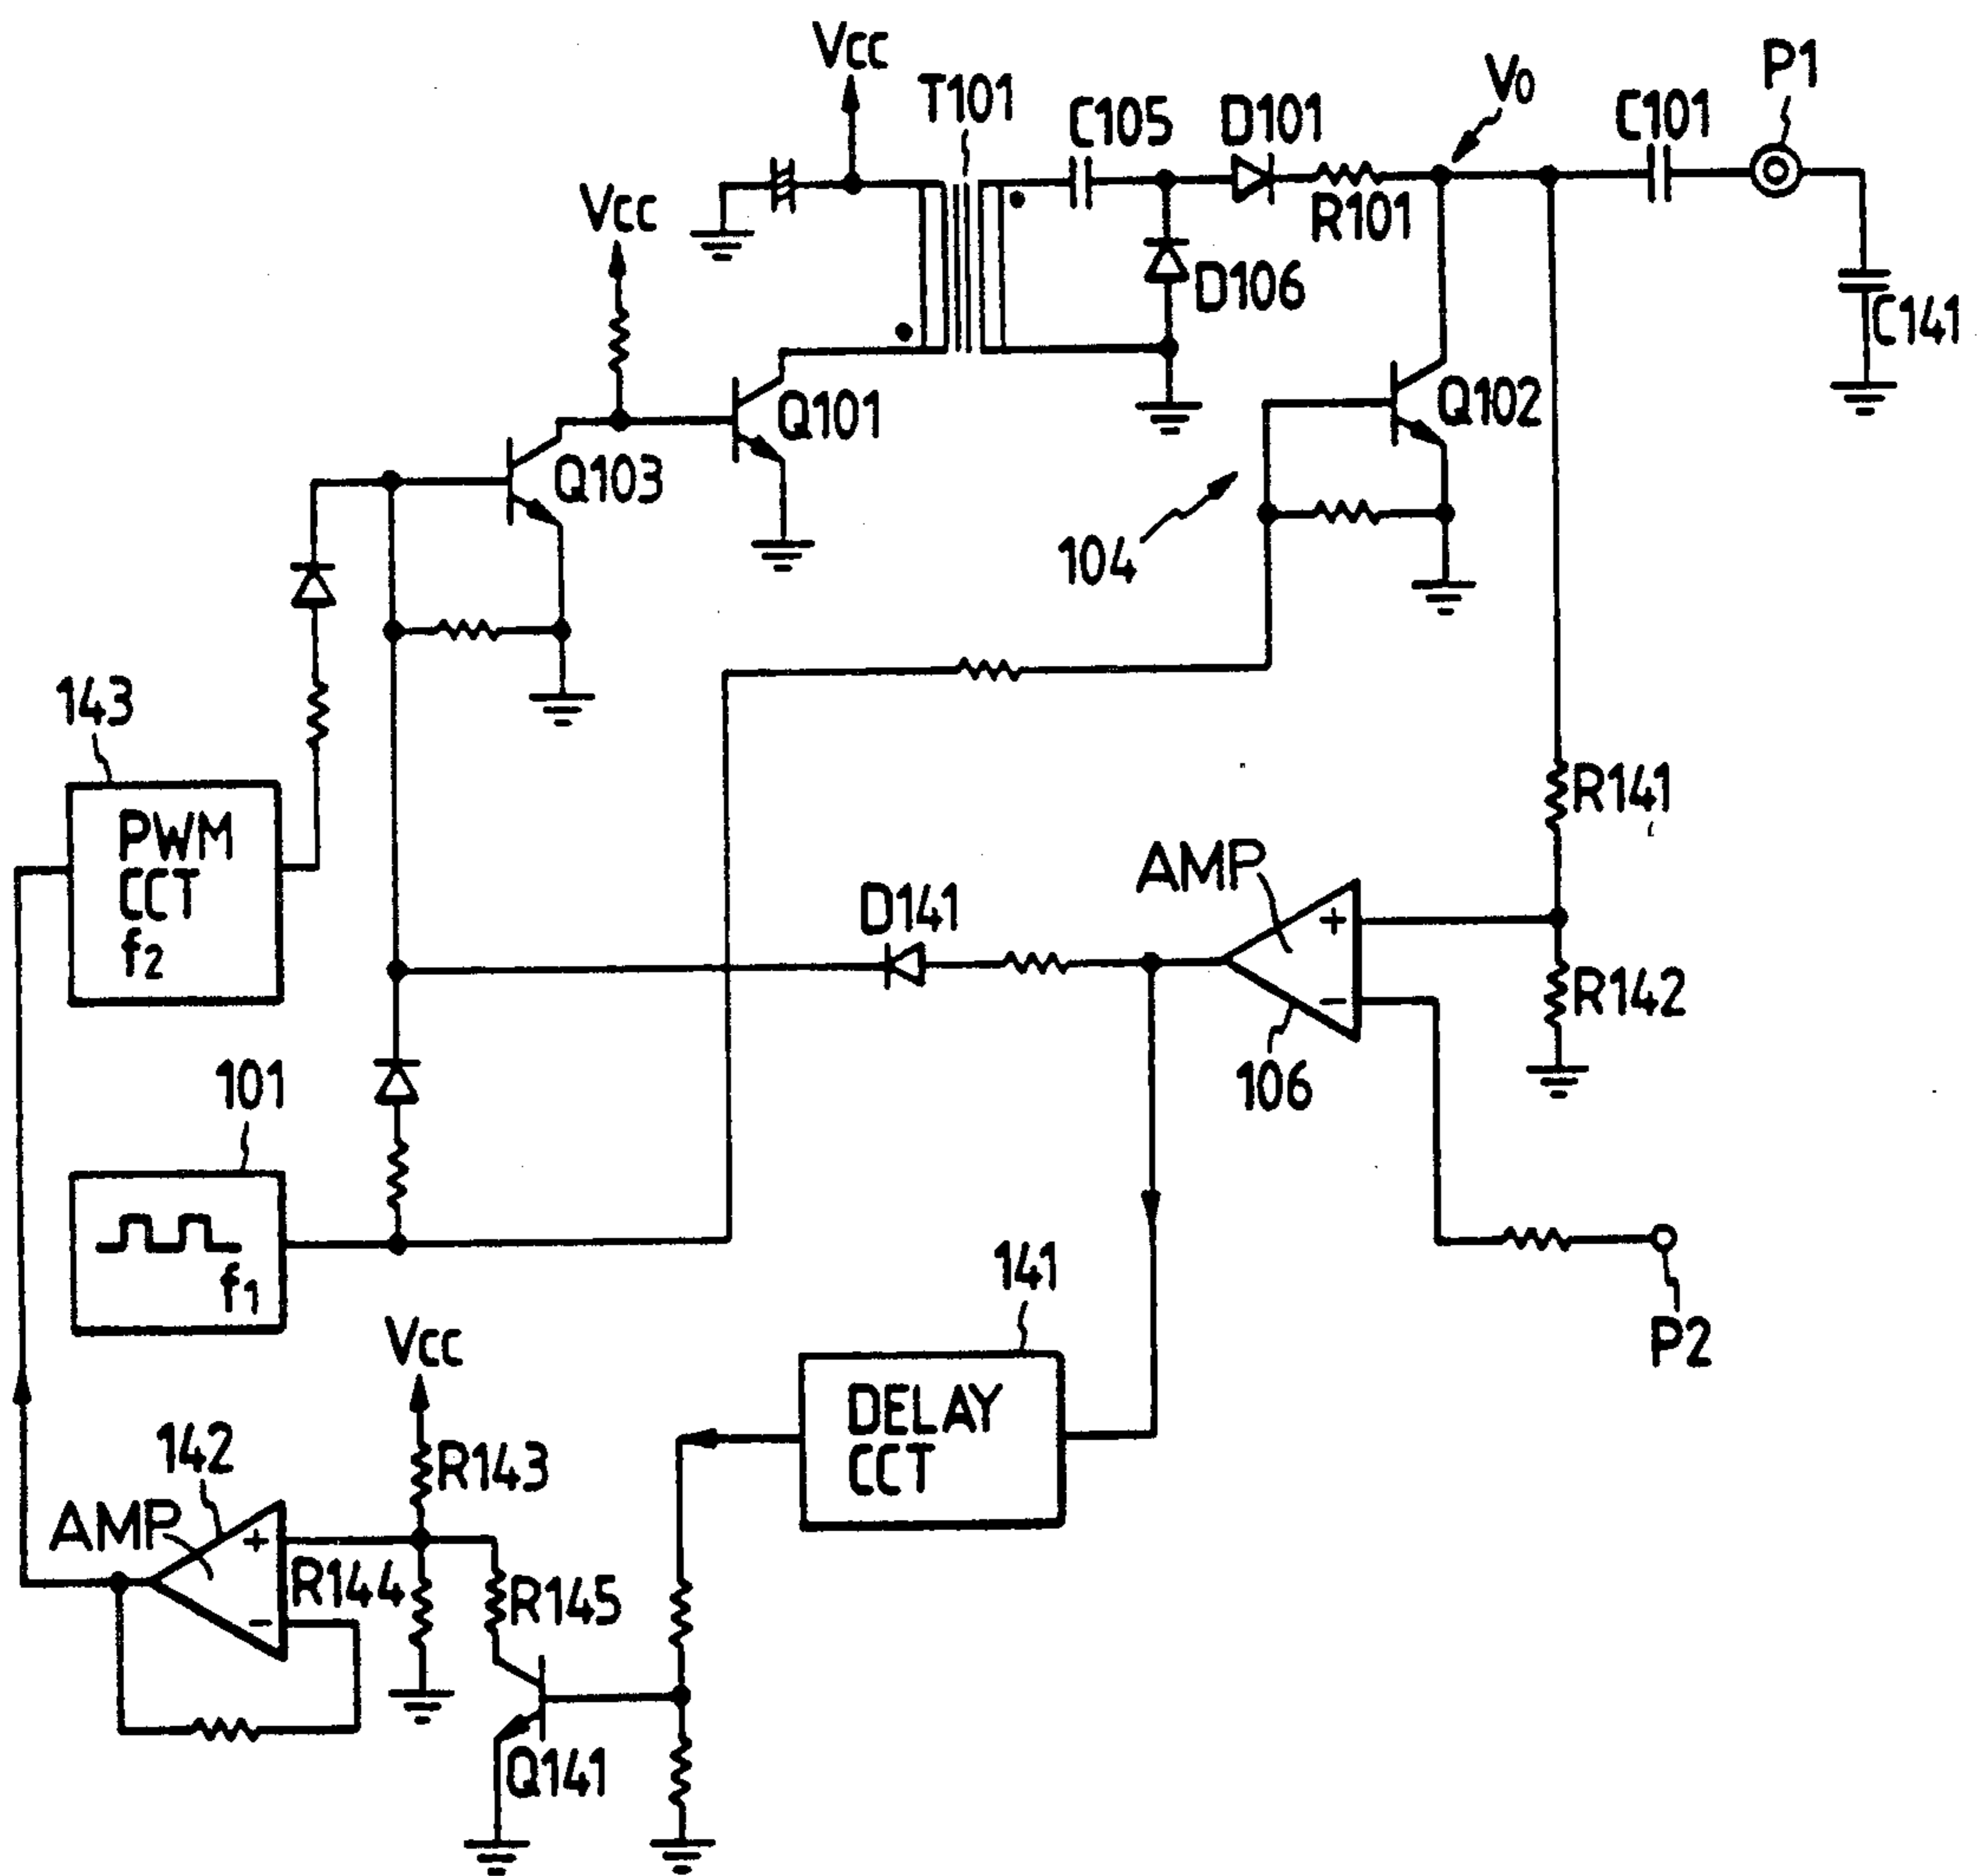 Vcc
T101
C105
D101
V0
C101
P1
Vcc
R101
D106
C141
Q101
Q102
Q103
104
143
PWM
CCT
f2
R141
AMP
+
D141
R142
−
106
101
f1
141
P2
Vcc
DELAY
CCT
142
R143
AMP
+
R144
R145
−
Q141